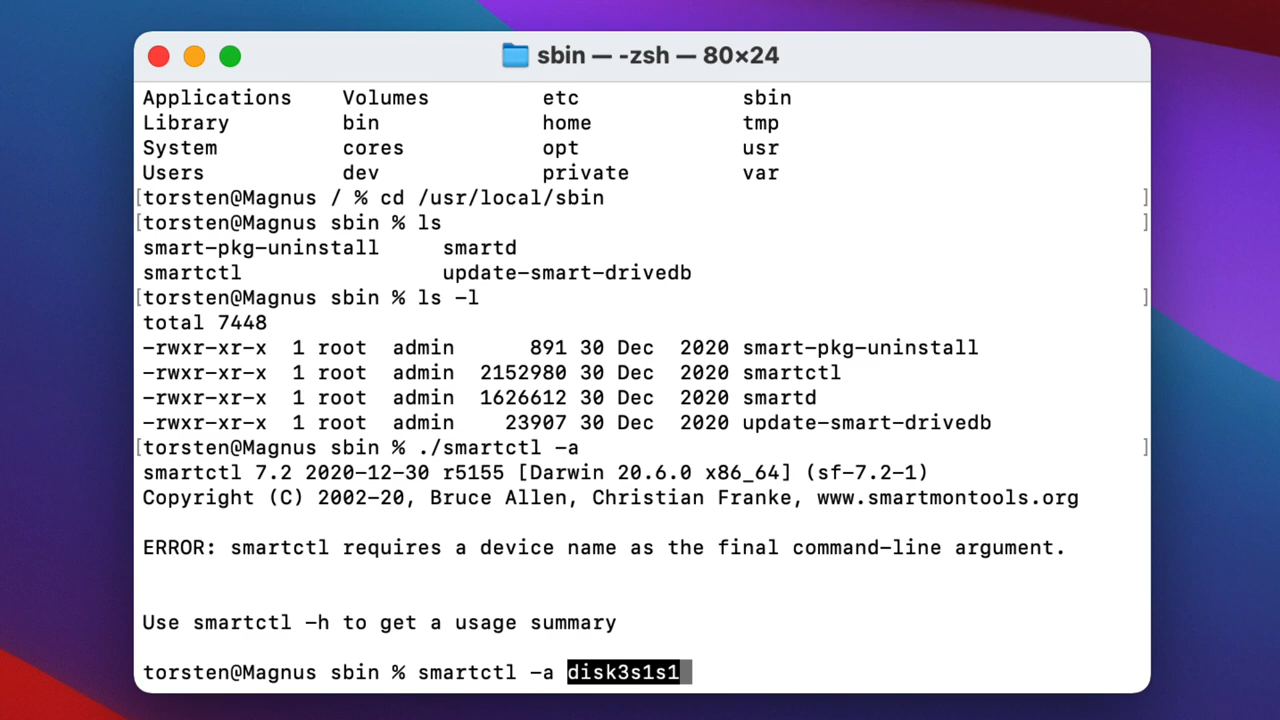 sbin — -zsh — 80×24
Applications    Volumes         etc             sbin
Library         bin             home            tmp
System          cores           opt             usr
Users           dev             private         var
[torsten@Magnus / % cd /usr/local/sbin ]
[torsten@Magnus sbin % ls ]
smart-pkg-uninstall     smartd
smartctl                update-smart-drivedb
[torsten@Magnus sbin % ls -l ]
total 7448
-rwxr-xr-x  1 root  admin      891 30 Dec  2020 smart-pkg-uninstall
-rwxr-xr-x  1 root  admin  2152980 30 Dec  2020 smartctl
-rwxr-xr-x  1 root  admin  1626612 30 Dec  2020 smartd
-rwxr-xr-x  1 root  admin    23907 30 Dec  2020 update-smart-drivedb
[torsten@Magnus sbin % ./smartctl -a ]
smartctl 7.2 2020-12-30 r5155 [Darwin 20.6.0 x86_64] (sf-7.2-1)
Copyright (C) 2002-20, Bruce Allen, Christian Franke, www.smartmontools.org
ERROR: smartctl requires a device name as the final command-line argument.
Use smartctl -h to get a usage summary
torsten@Magnus sbin % smartctl -a disk3s1s1